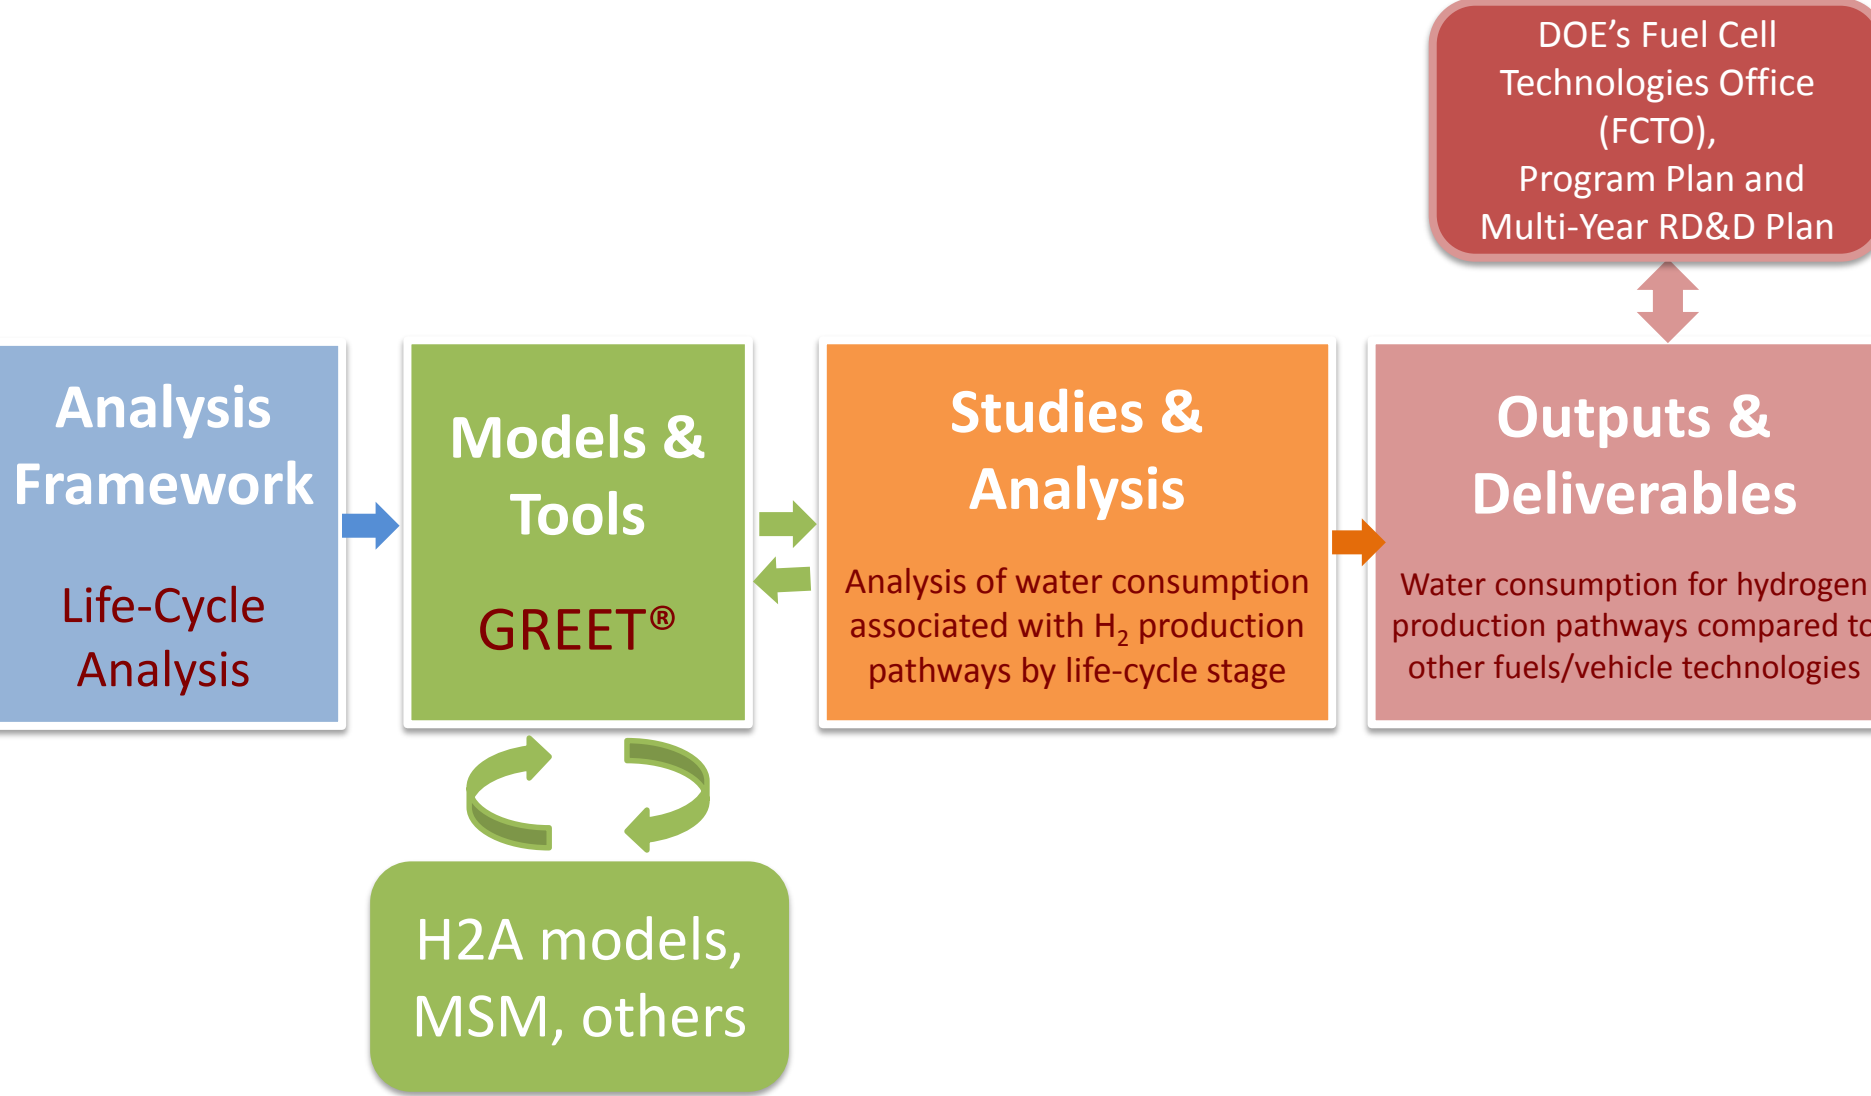 DOE’s Fuel Cell
Technologies Office
(FCTO),
Program Plan and
Multi-Year RD&D Plan
Analysis
Framework
Life-Cycle
Analysis
Models &
Tools
GREET®
Studies &
Analysis
Analysis of water consumption
associated with H₂ production
pathways by life-cycle stage
Outputs &
Deliverables
Water consumption for hydrogen
production pathways compared to
other fuels/vehicle technologies
H2A models,
MSM, others